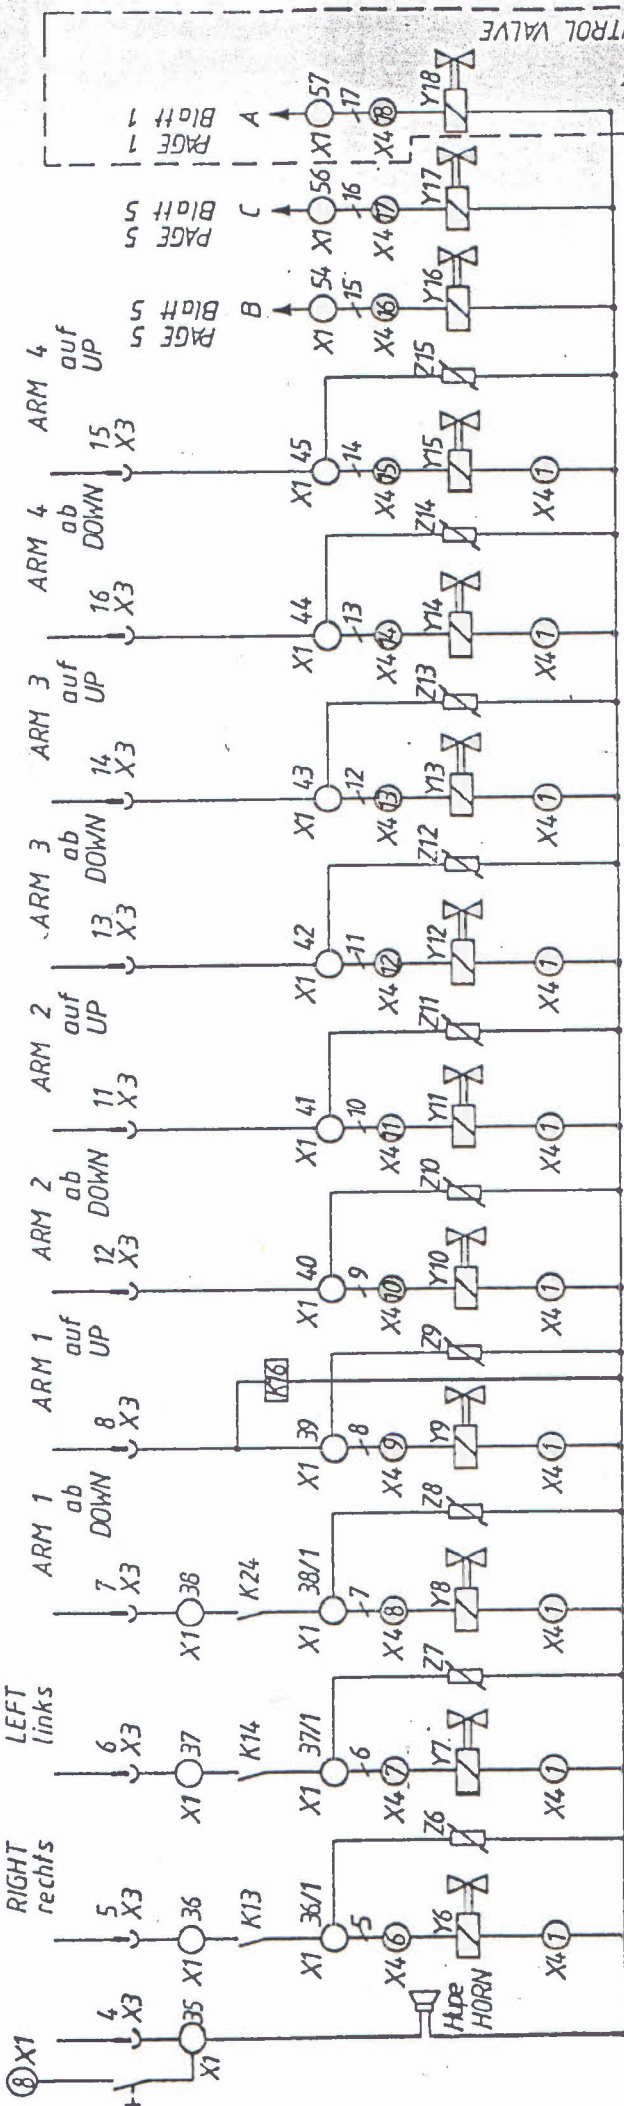 8 X1
4
X3
35
X1
Hupe
HORN
RIGHT
rechts
5
X3
X1 36
K13
X1 36/1
5
X4 6
Y6
Z6
X4 1
LEFT
links
6
X3
X1 37
K14
X1 37/1
6
X4 7
Y7
Z7
X4 1
ARM 1
ab
DOWN
7
X3
X1 38
K24
X1 38/1
7
X4 8
Y8
Z8
X4 1
ARM 1
auf
UP
8
X3
K16
X1 39
8
X4 9
Y9
Z9
X4 1
ARM 2
ab
DOWN
12
X3
X1 40
9
X4 10
Y10
Z10
X4 1
ARM 2
auf
UP
11
X3
X1 41
10
X4 11
Y11
Z11
X4 1
ARM 3
ab
DOWN
13
X3
X1 42
11
X4 12
Y12
Z12
X4 1
ARM 3
auf
UP
14
X3
X1 43
12
X4 13
Y13
Z13
X4 1
ARM 4
ab
DOWN
16
X3
X1 44
13
X4 14
Y14
Z14
X4 1
ARM 4
auf
UP
15
X3
X1 45
14
X4 15
Y15
Z15
X4 1
PAGE 5
Blatt 5
B
X1 54
15
X4 16
Y16
PAGE 5
Blatt 5
C
X1 56
16
X4 17
Y17
PAGE 1
Blatt 1
A
X1 57
17
X4 18
Y18
TROL VALVE